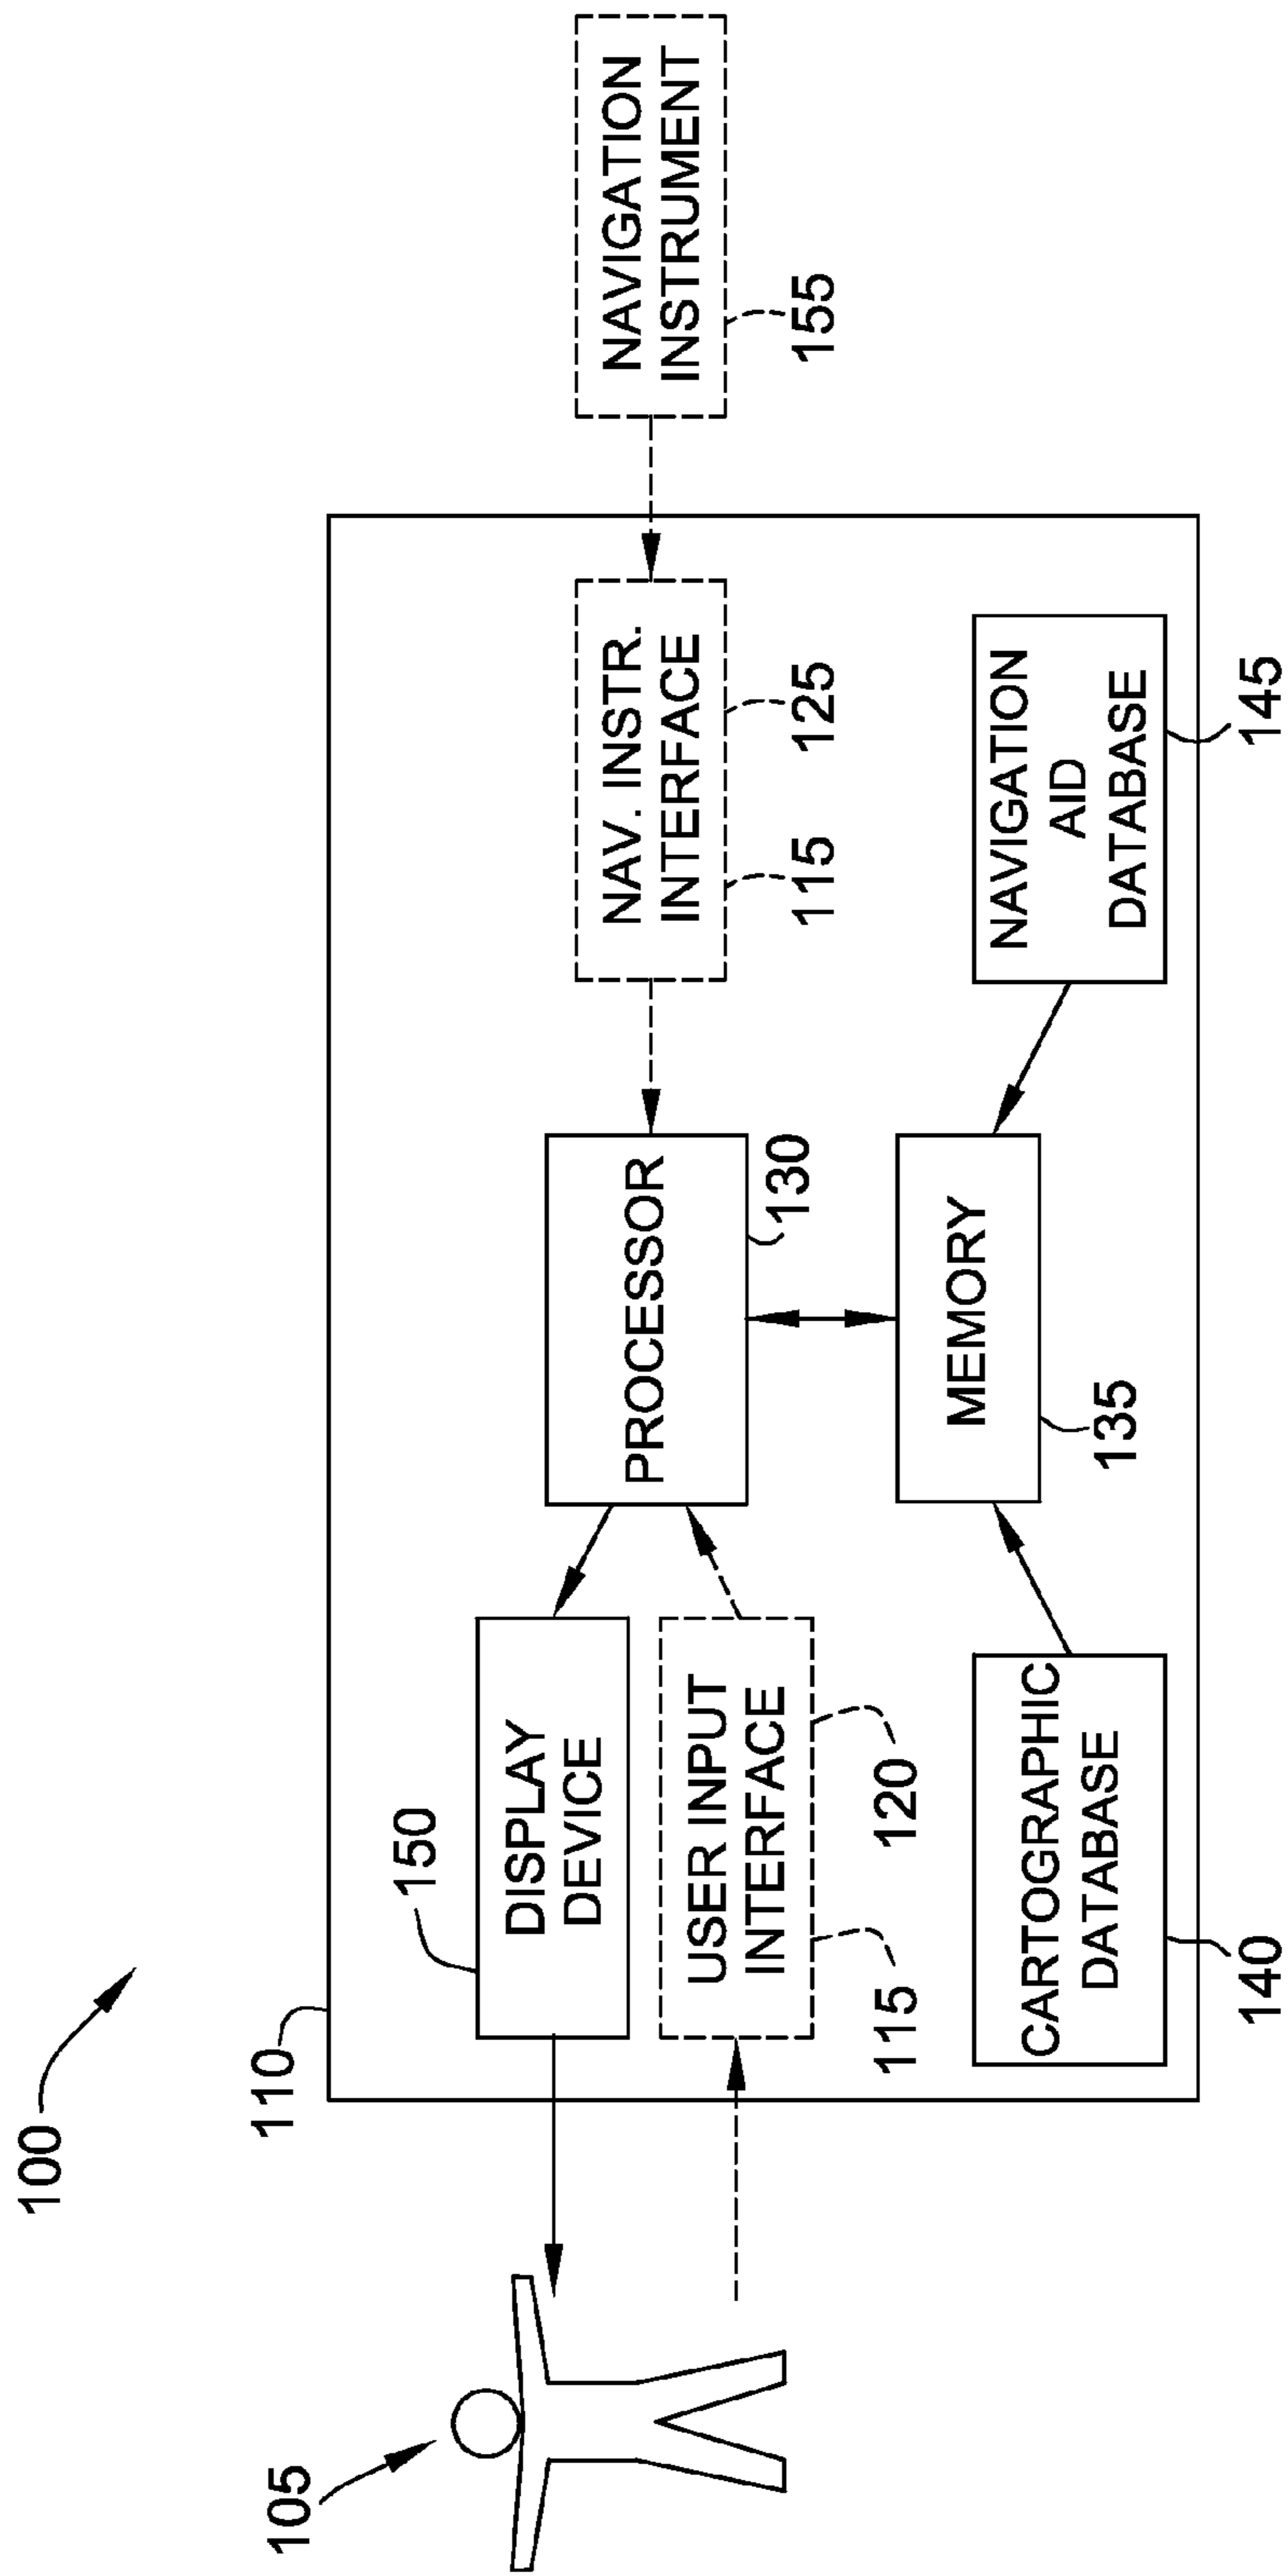 100
110
105
150
DISPLAY
DEVICE
USER INPUT
INTERFACE
115
120
CARTOGRAPHIC
DATABASE
140
PROCESSOR
130
MEMORY
135
NAV. INSTR.
INTERFACE
115
125
NAVIGATION
AID
DATABASE
145
NAVIGATION
INSTRUMENT
155